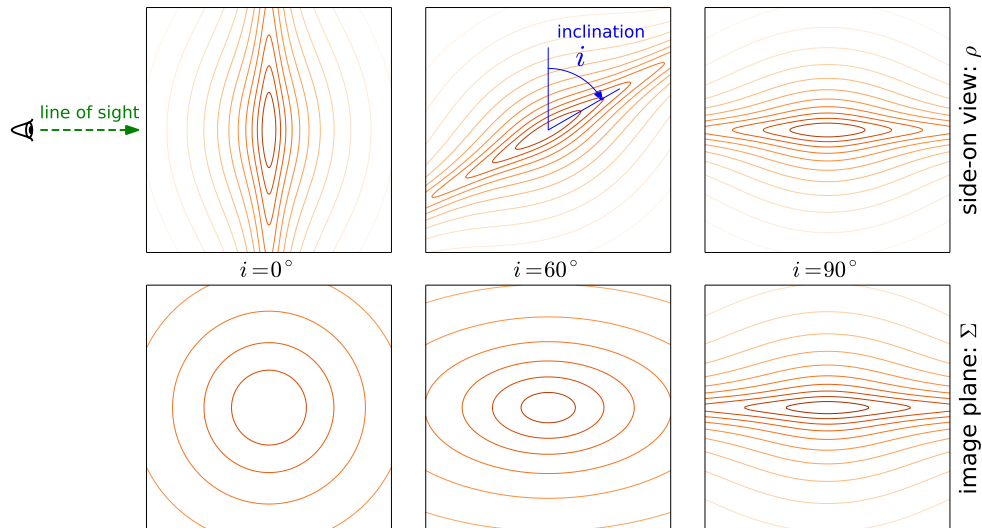 inclination
i
line of sight
side-on view: ρ
i=0°
i=60°
i=90°
image plane: Σ